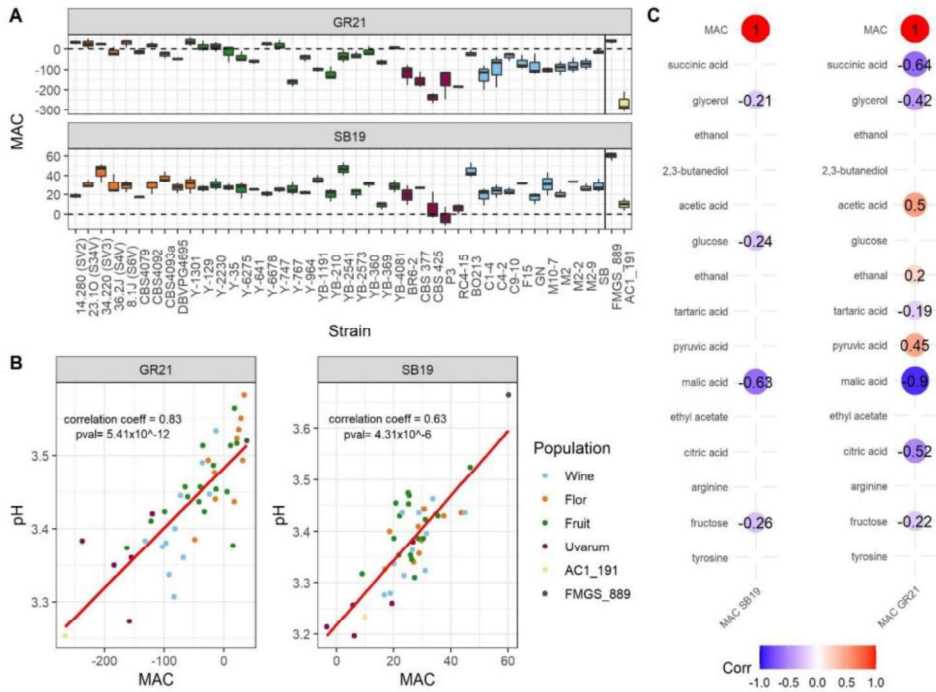 A
GR21
0
-100
-200
-300
MAC
SB19
60
40
20
0
14.280 (SV2)
23.1O (S34V)
34.220 (SV3)
36.2J (S4V)
8.1J (S6V)
CBS4079
CBS4092
CBS4093a
DBVPG4695
Y-1301
Y-129
Y-2230
Y-35
Y-6275
Y-641
Y-6678
Y-747
Y-767
Y-964
YB-1191
YB-210
YB-2541
YB-2573
YB-360
YB-369
YB-4081
BR6-2
CBS 377
CBS 425
P3
RC4-15
BO213
C1-4
C4-2
C9-10
F15
GN
M10-7
M2
M2-2
M2-9
SB
FMGS_889
AC1_191
Strain
B
GR21
correlation coeff = 0.83
pval= 5.41x10^-12
pH
3.5
3.4
3.3
-200
-100
0
MAC
SB19
correlation coeff = 0.63
pval= 4.31x10^-6
pH
3.6
3.5
3.4
3.3
3.2
0
20
40
60
MAC
Population
Wine
Flor
Fruit
Uvarum
AC1_191
FMGS_889
C
MAC 1 MAC 1
succinic acid succinic acid -0.64
glycerol -0.21 glycerol -0.42
ethanol ethanol
2,3-butanediol 2,3-butanediol
acetic acid acetic acid 0.5
glucose -0.24 glucose
ethanal ethanal 0.2
tartaric acid tartaric acid -0.19
pyruvic acid pyruvic acid 0.45
malic acid -0.63 malic acid -0.9
ethyl acetate ethyl acetate
citric acid citric acid -0.52
arginine arginine
fructose -0.26 fructose -0.22
tyrosine tyrosine
MAC SB19 MAC GR21
Corr
-1.0 -0.5 0.0 0.5 1.0